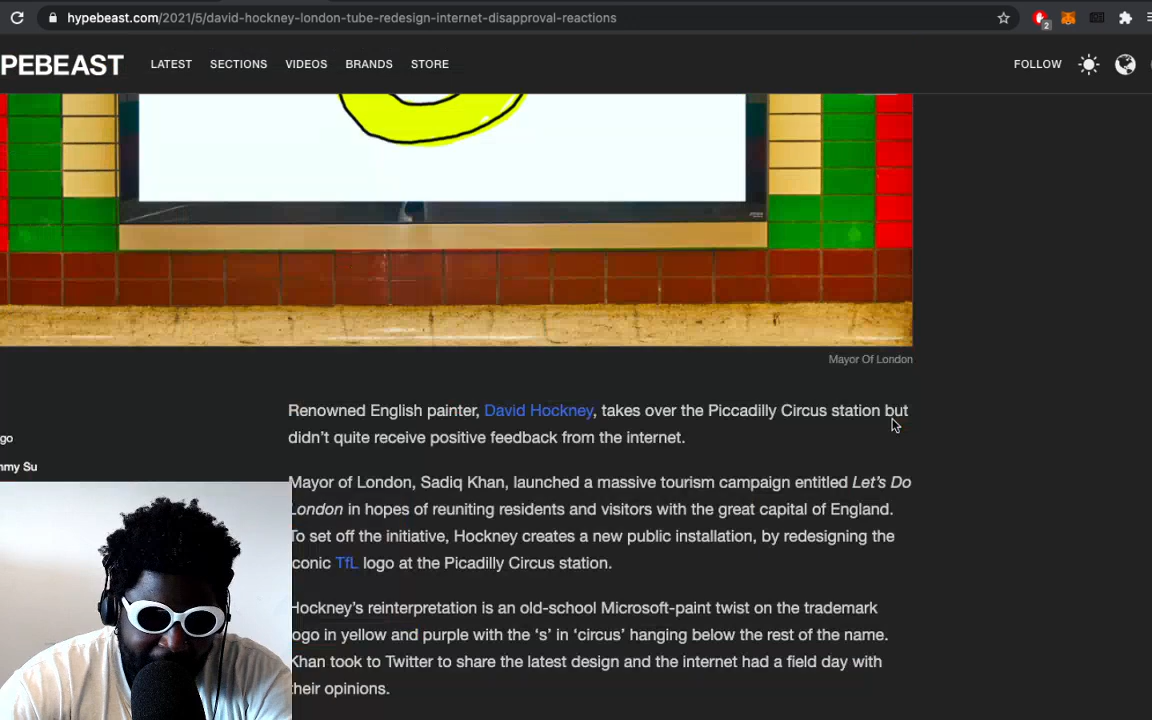 hypebeast.com/2021/5/david-hockney-london-tube-redesign-internet-disapproval-reactions
2
PEBEAST LATEST SECTIONS VIDEOS BRANDS STORE FOLLOW
Mayor Of London
Renowned English painter, David Hockney, takes over the Piccadilly Circus station but
didn't quite receive positive feedback from the internet.
go
mmy Su
Mayor of London, Sadiq Khan, launched a massive tourism campaign entitled Let's Do
London in hopes of reuniting residents and visitors with the great capital of England.
To set off the initiative, Hockney creates a new public installation, by redesigning the
iconic TfL logo at the Picadilly Circus station.
Hockney's reinterpretation is an old-school Microsoft-paint twist on the trademark
logo in yellow and purple with the 's' in 'circus' hanging below the rest of the name.
Khan took to Twitter to share the latest design and the internet had a field day with
their opinions.